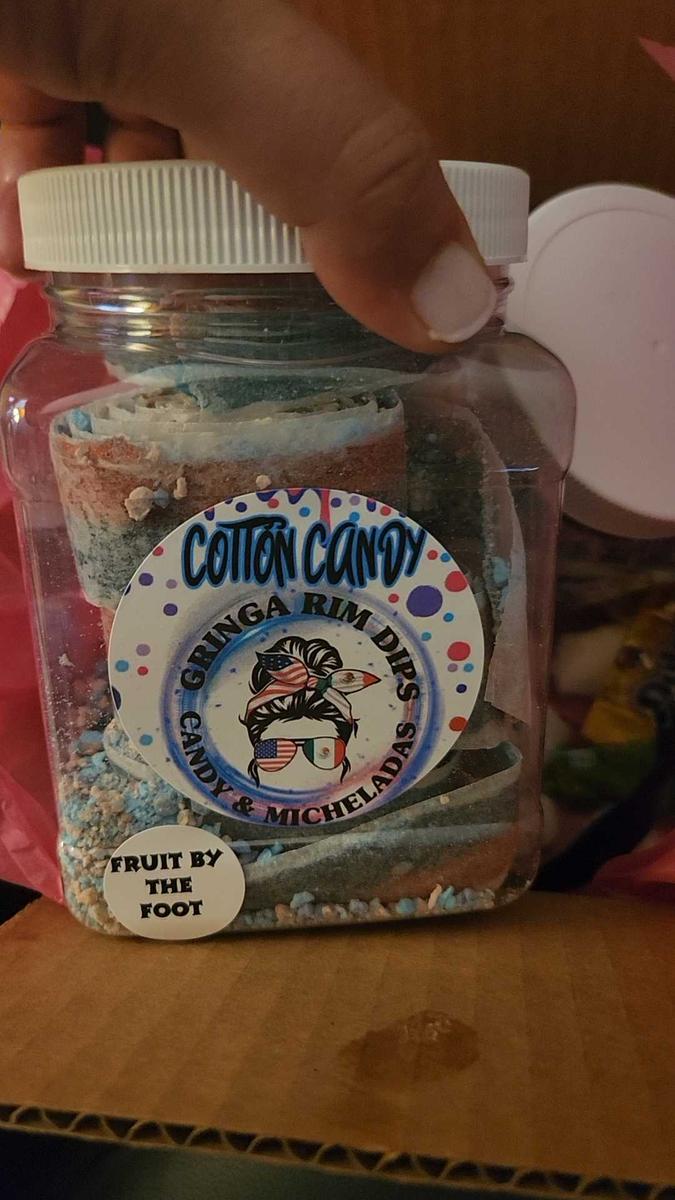 COTTON CANDY
GRINGA RIM DIPS
CANDY & MICHELADAS
FRUIT BY
THE
FOOT